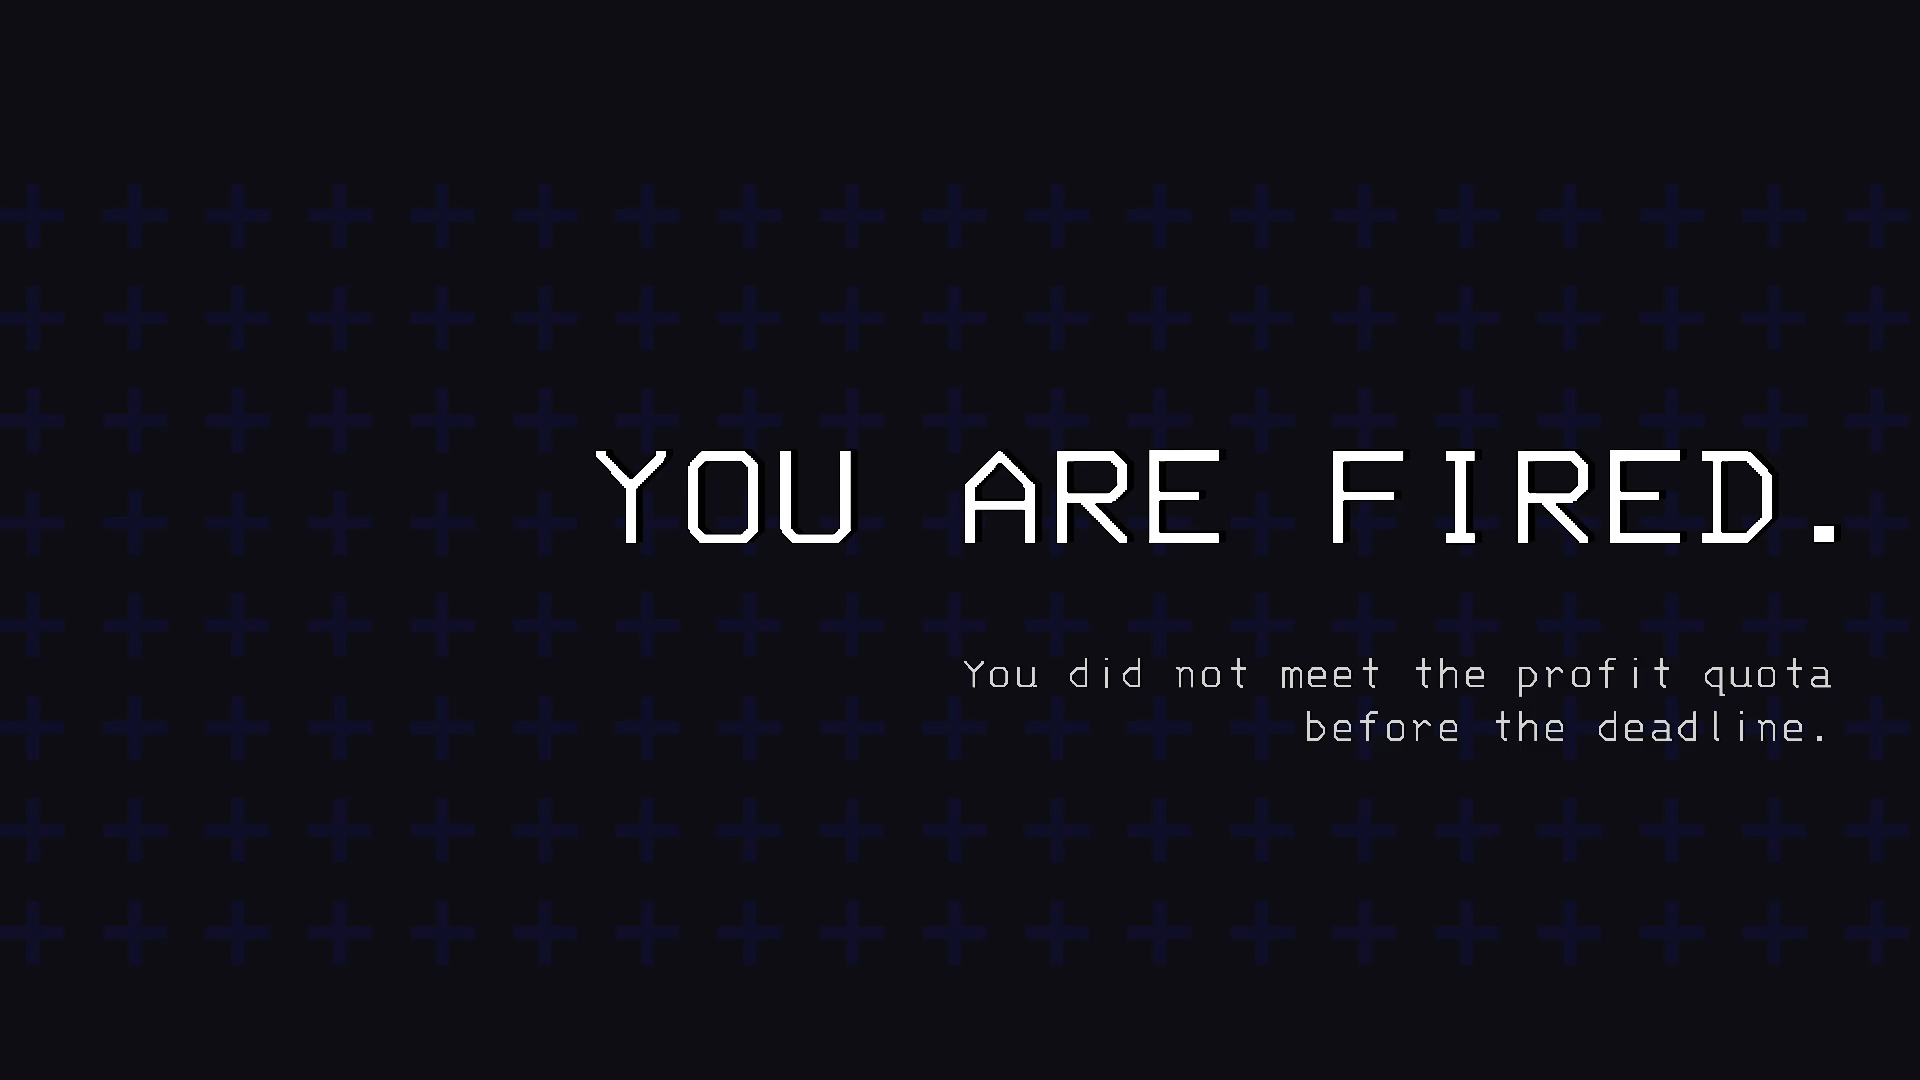 YOU ARE FIRED.
You did not meet the profit quota
before the deadline.